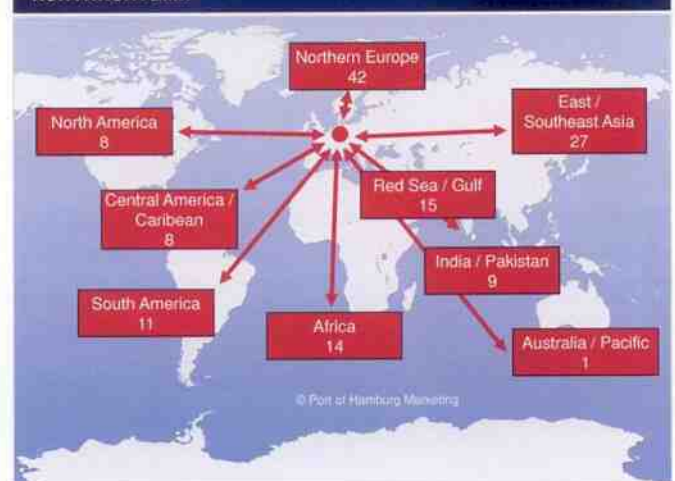 Northern Europe
42
North America
8
East /
Southeast Asia
27
Red Sea / Gulf
15
Central America /
Caribean
8
India / Pakistan
9
South America
11
Africa
14
Australia / Pacific
1
© Port of Hamburg Marketing